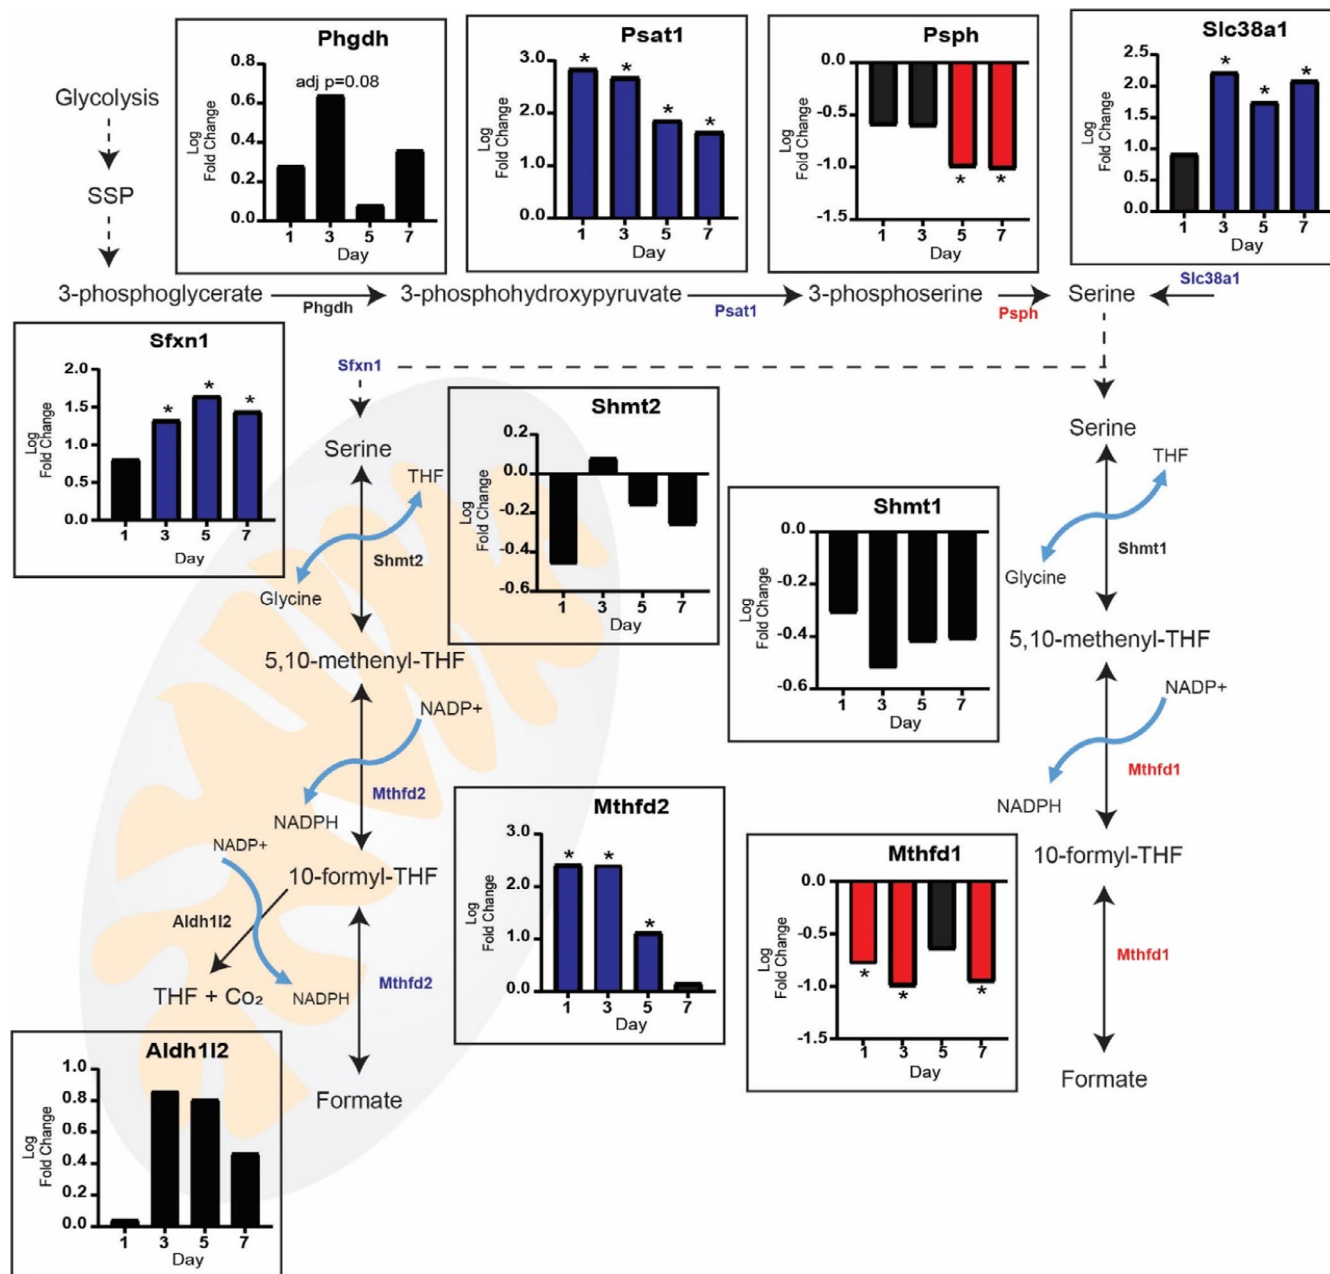 Phgdh
adj p=0.08
Log
Fold Change
0.8
0.6
0.4
0.2
0.0
1 3 5 7
Day
Psat1
Log
Fold Change
3.0
2.0
1.0
0.0
* * * *
1 3 5 7
Day
Psph
Log
Fold Change
0.0
-0.5
-1.0
-1.5
* *
1 3 5 7
Day
Slc38a1
Log
Fold Change
2.5
2.0
1.5
1.0
0.5
0.0
* * *
1 3 5 7
Day
Glycolysis
SSP
3-phosphoglycerate
Phgdh
3-phosphohydroxypyruvate
Psat1
3-phosphoserine
Psph
Serine
Slc38a1
Sfxn1
Log
Fold Change
2.0
1.5
1.0
0.5
0.0
* * *
1 3 5 7
Day
Sfxn1
Serine
THF
Shmt2
Glycine
5,10-methenyl-THF
NADP+
Mthfd2
NADPH
NADP+
10-formyl-THF
Aldh1l2
THF + Co₂
NADPH
Mthfd2
Formate
Shmt2
Log
Fold Change
0.2
0.0
-0.2
-0.4
-0.6
1 3 5 7
Day
Shmt1
Log
Fold Change
0.0
-0.2
-0.4
-0.6
1 3 5 7
Day
Serine
THF
Shmt1
Glycine
5,10-methenyl-THF
NADP+
Mthfd1
NADPH
10-formyl-THF
Mthfd1
Formate
Mthfd2
Log
Fold Change
3.0
2.0
1.0
0.0
* * *
1 3 5 7
Day
Mthfd1
Log
Fold Change
0.0
-0.5
-1.0
-1.5
* * *
1 3 5 7
Day
Aldh1l2
Log
Fold Change
1.0
0.8
0.6
0.4
0.2
0.0
1 3 5 7
Day